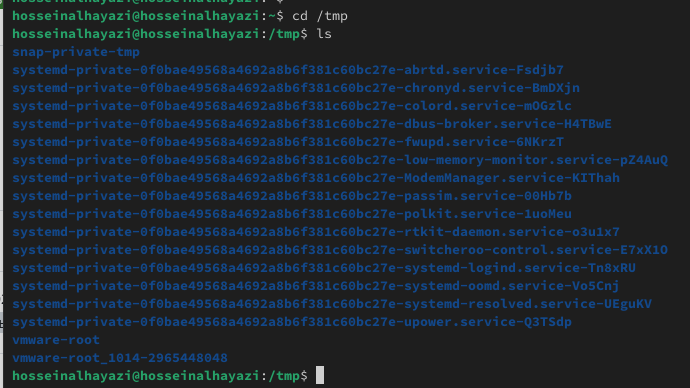 hosseinalhayazi@hosseinalhayazi:~$ cd /tmp
hosseinalhayazi@hosseinalhayazi:/tmp$ ls
snap-private-tmp
systemd-private-0f0bae49568a4692a8b6f381c60bc27e-abrtd.service-Fsdjb7
systemd-private-0f0bae49568a4692a8b6f381c60bc27e-chronyd.service-BmDXjn
systemd-private-0f0bae49568a4692a8b6f381c60bc27e-colord.service-mOGzlc
systemd-private-0f0bae49568a4692a8b6f381c60bc27e-dbus-broker.service-H4TBwE
systemd-private-0f0bae49568a4692a8b6f381c60bc27e-fwupd.service-6NKrzT
systemd-private-0f0bae49568a4692a8b6f381c60bc27e-low-memory-monitor.service-pZ4AuQ
systemd-private-0f0bae49568a4692a8b6f381c60bc27e-ModemManager.service-KIThah
systemd-private-0f0bae49568a4692a8b6f381c60bc27e-passim.service-00Hb7b
systemd-private-0f0bae49568a4692a8b6f381c60bc27e-polkit.service-1uoMeu
systemd-private-0f0bae49568a4692a8b6f381c60bc27e-rtkit-daemon.service-o3u1x7
systemd-private-0f0bae49568a4692a8b6f381c60bc27e-switcheroo-control.service-E7xX1O
systemd-private-0f0bae49568a4692a8b6f381c60bc27e-systemd-logind.service-Tn8xRU
systemd-private-0f0bae49568a4692a8b6f381c60bc27e-systemd-oomd.service-Vo5Cnj
systemd-private-0f0bae49568a4692a8b6f381c60bc27e-systemd-resolved.service-UEguKV
systemd-private-0f0bae49568a4692a8b6f381c60bc27e-upower.service-Q3TSdp
vmware-root
vmware-root_1014-2965448048
hosseinalhayazi@hosseinalhayazi:/tmp$